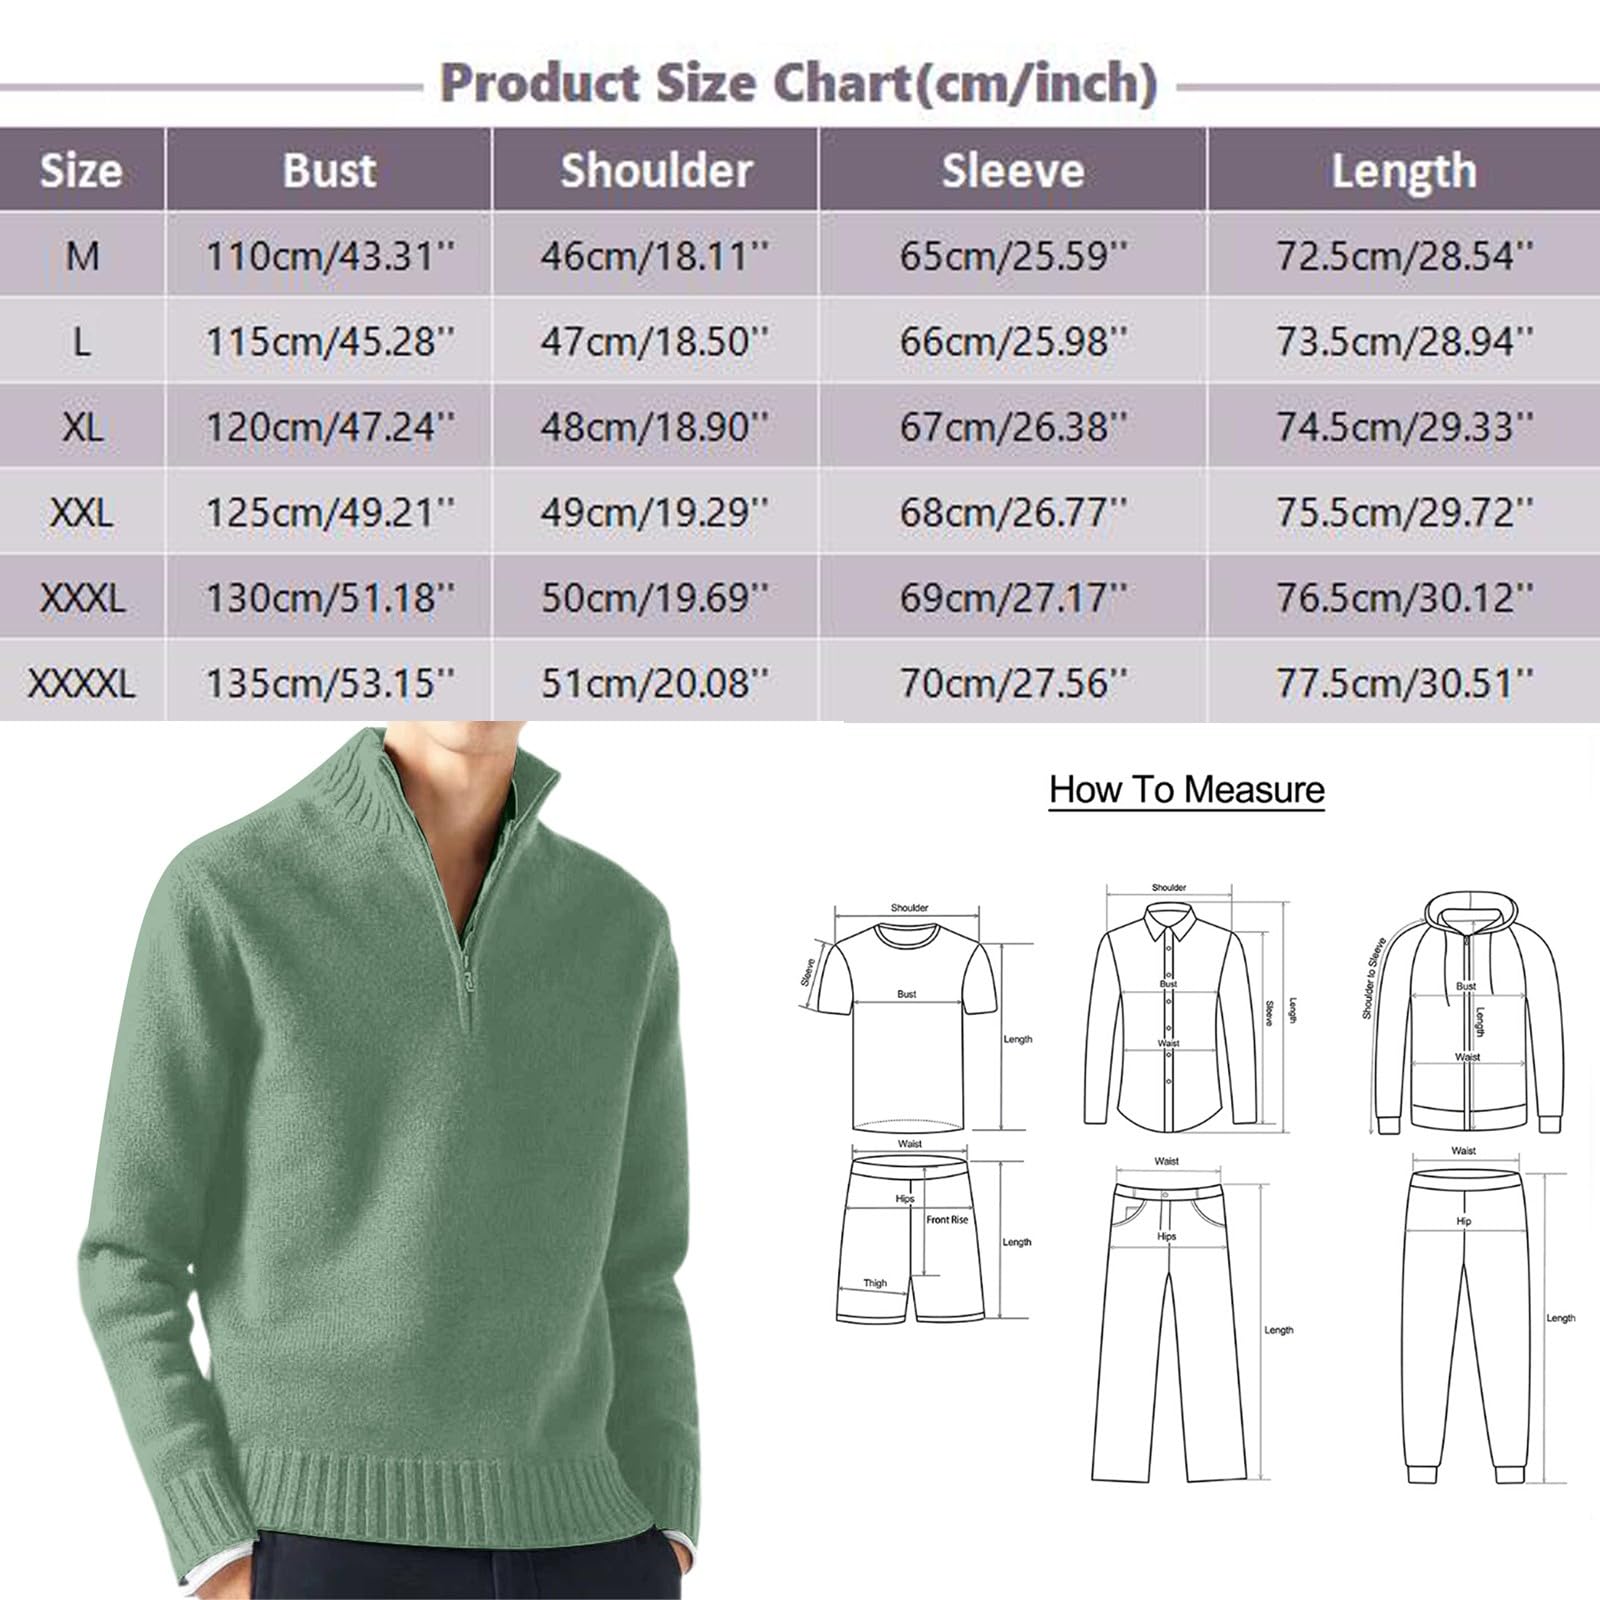 Product Size Chart(cm/inch)
Size Bust Shoulder Sleeve Length
M 110cm/43.31'' 46cm/18.11'' 65cm/25.59'' 72.5cm/28.54''
L 115cm/45.28'' 47cm/18.50'' 66cm/25.98'' 73.5cm/28.94''
XL 120cm/47.24'' 48cm/18.90'' 67cm/26.38'' 74.5cm/29.33''
XXL 125cm/49.21'' 49cm/19.29'' 68cm/26.77'' 75.5cm/29.72''
XXXL 130cm/51.18'' 50cm/19.69'' 69cm/27.17'' 76.5cm/30.12''
XXXXL 135cm/53.15'' 51cm/20.08'' 70cm/27.56'' 77.5cm/30.51''
How To Measure
Shoulder
Sleeve
Bust
Length
Shoulder
Bust
Waist
Sleeve
Length
Shoulder to Sleeve
Bust
Length
Waist
Waist
Hips
Front Rise
Length
Thigh
Waist
Hips
Length
Waist
Hip
Length